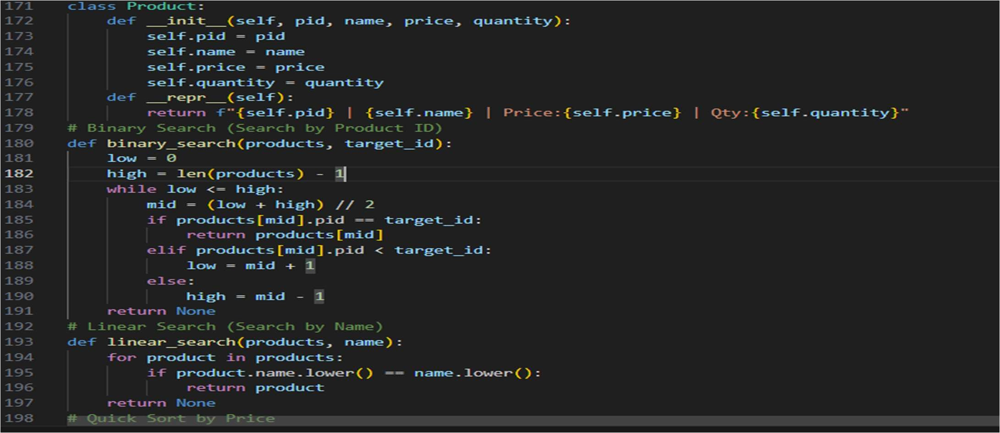 171 class Product:
172     def __init__(self, pid, name, price, quantity):
173         self.pid = pid
174         self.name = name
175         self.price = price
176         self.quantity = quantity
177     def __repr__(self):
178         return f"{self.pid} | {self.name} | Price:{self.price} | Qty:{self.quantity}"
179 # Binary Search (Search by Product ID)
180 def binary_search(products, target_id):
181     low = 0
182     high = len(products) - 1
183     while low <= high:
184         mid = (low + high) // 2
185         if products[mid].pid == target_id:
186             return products[mid]
187         elif products[mid].pid < target_id:
188             low = mid + 1
189         else:
190             high = mid - 1
191     return None
192 # Linear Search (Search by Name)
193 def linear_search(products, name):
194     for product in products:
195         if product.name.lower() == name.lower():
196             return product
197     return None
198 # Quick Sort by Price